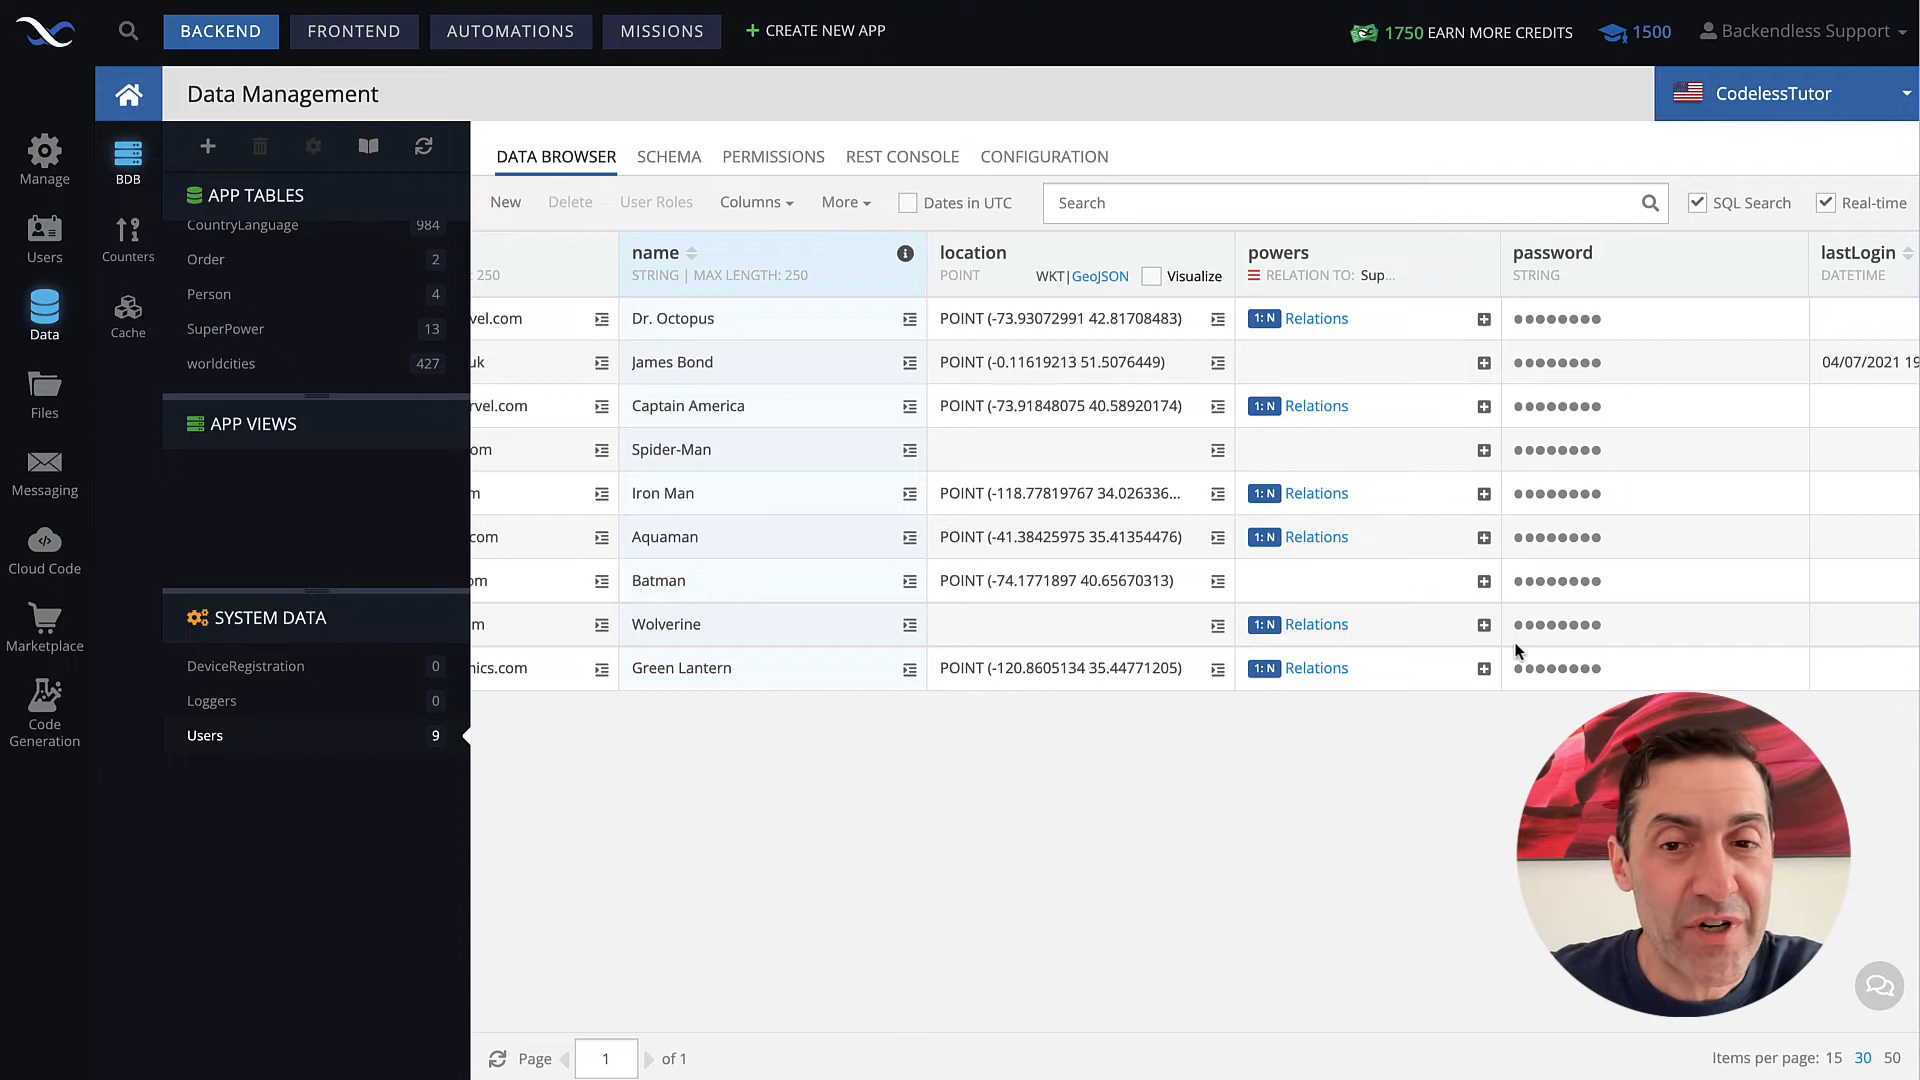 BACKEND FRONTEND AUTOMATIONS MISSIONS + CREATE NEW APP 1750 EARN MORE CREDITS 1500 Backendless Support
Data Management CodelessTutor
Manage
Users
Data
Files
Messaging
Cloud Code
Marketplace
Code
Generation
BDB
Counters
Cache
APP TABLES
CountryLanguage 984
Order 2
Person 4
SuperPower 13
worldcities 427
APP VIEWS
SYSTEM DATA
DeviceRegistration 0
Loggers 0
Users 9
DATA BROWSER SCHEMA PERMISSIONS REST CONSOLE CONFIGURATION
New Delete User Roles Columns More Dates in UTC Search SQL Search Real-time
name location powers password lastLogin
: 250 STRING | MAX LENGTH: 250 POINT WKT|GeoJSON Visualize RELATION TO: Sup... STRING DATETIME
vel.com Dr. Octopus POINT (-73.93072991 42.81708483) 1: N Relations ●●●●●●●●
uk James Bond POINT (-0.11619213 51.5076449) ●●●●●●●● 04/07/2021 19
rvel.com Captain America POINT (-73.91848075 40.58920174) 1: N Relations ●●●●●●●●
om Spider-Man ●●●●●●●●
m Iron Man POINT (-118.77819767 34.026336... 1: N Relations ●●●●●●●●
com Aquaman POINT (-41.38425975 35.41354476) 1: N Relations ●●●●●●●●
om Batman POINT (-74.1771897 40.65670313) ●●●●●●●●
m Wolverine 1: N Relations ●●●●●●●●
nics.com Green Lantern POINT (-120.8605134 35.44771205) 1: N Relations ●●●●●●●●
Page 1 of 1 Items per page: 15 30 50